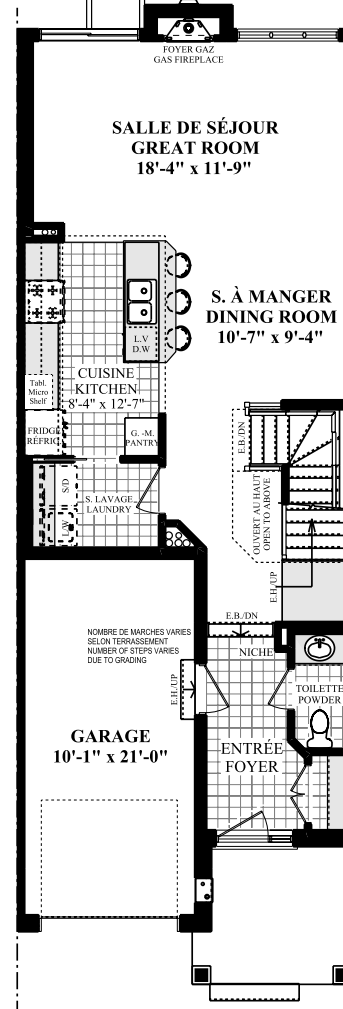 FOYER GAZ
GAS FIREPLACE
SALLE DE SÉJOUR
GREAT ROOM
18'-4" x 11'-9"
S. À MANGER
DINING ROOM
10'-7" x 9'-4"
L.V
D.W
CUISINE
KITCHEN
8'-4" x 12'-7"
Tabl.
Micro
Shelf
FRIDGE
RÉFRIG.
G. -M.
PANTRY
E.B./DN
S/D
S. LAVAGE
LAUNDRY
L/W
OUVERT AU HAUT
OPEN TO ABOVE
E.H./UP
E.B./DN
NICHE
NOMBRE DE MARCHES VARIES
SELON TERRASSEMENT
NUMBER OF STEPS VARIES
DUE TO GRADING
E.H./UP
TOILETTE
POWDER
GARAGE
10'-1" x 21'-0"
ENTRÉE
FOYER